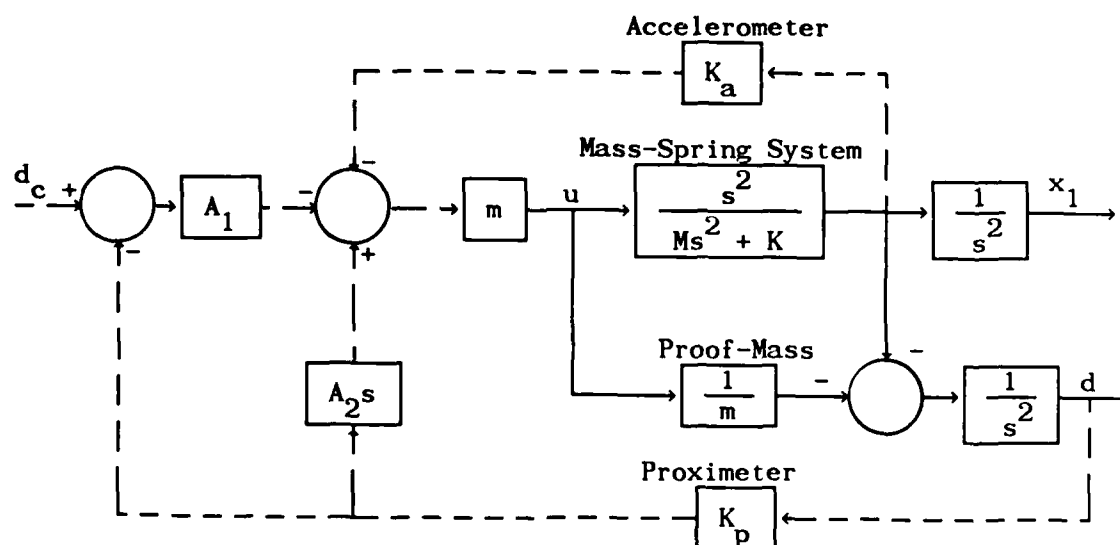 Accelerometer
K_a
Mass-Spring System
d_c + - A_1 - - + m u s^2 / Ms^2 + K 1 / s^2 x_1
Proof-Mass
A_2 s 1 / m - - 1 / s^2 d
Proximeter
K_p